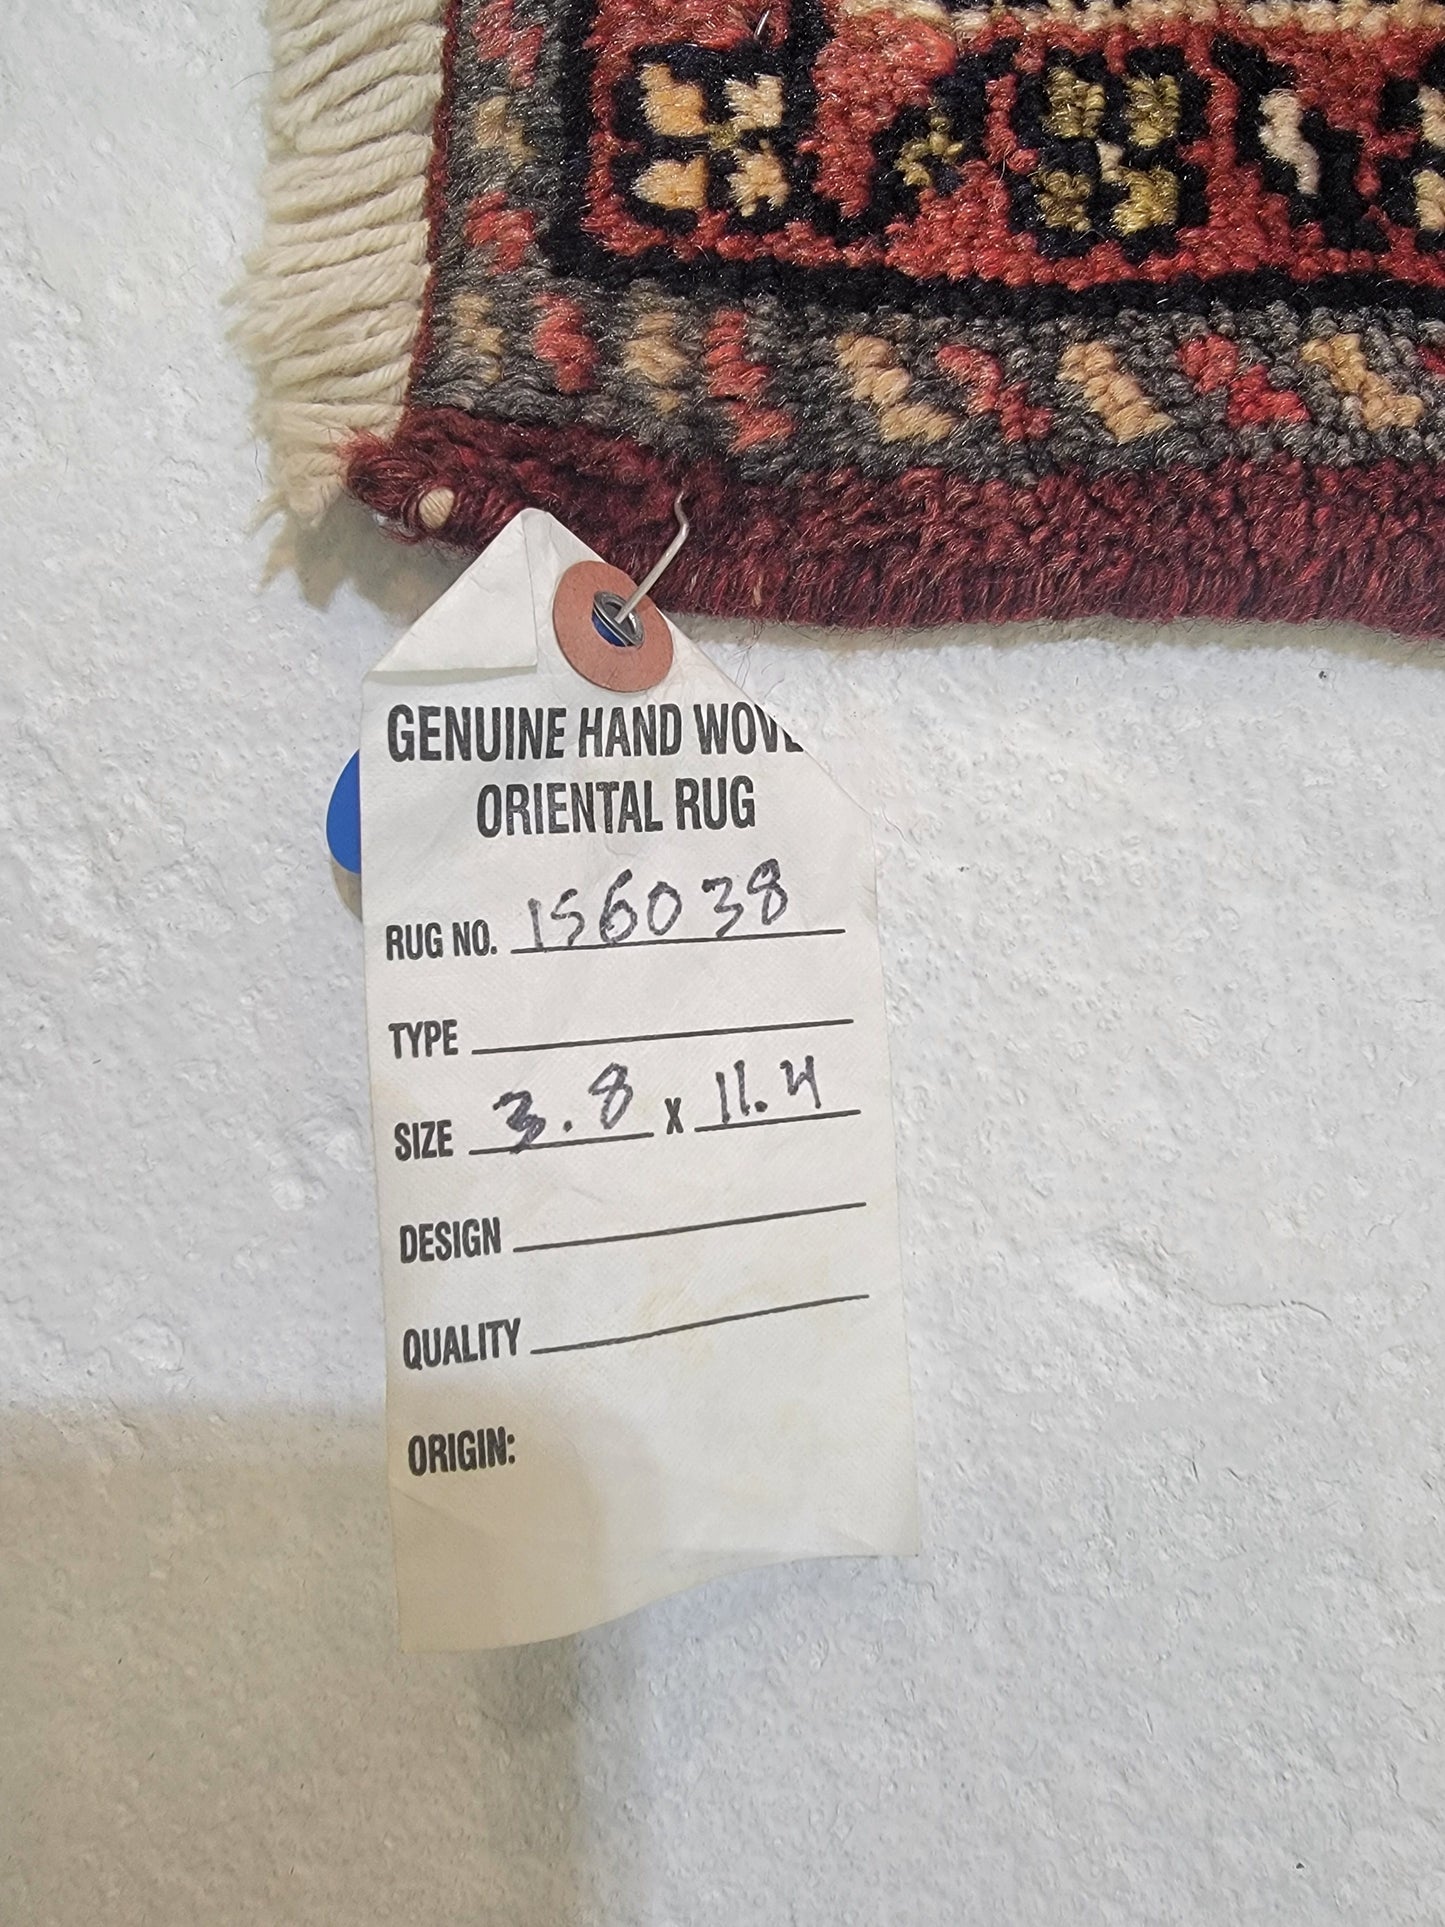 GENUINE HAND WOVE
ORIENTAL RUG
RUG NO. 156038
TYPE
SIZE 3.8 X 11.4
DESIGN
QUALITY
ORIGIN: